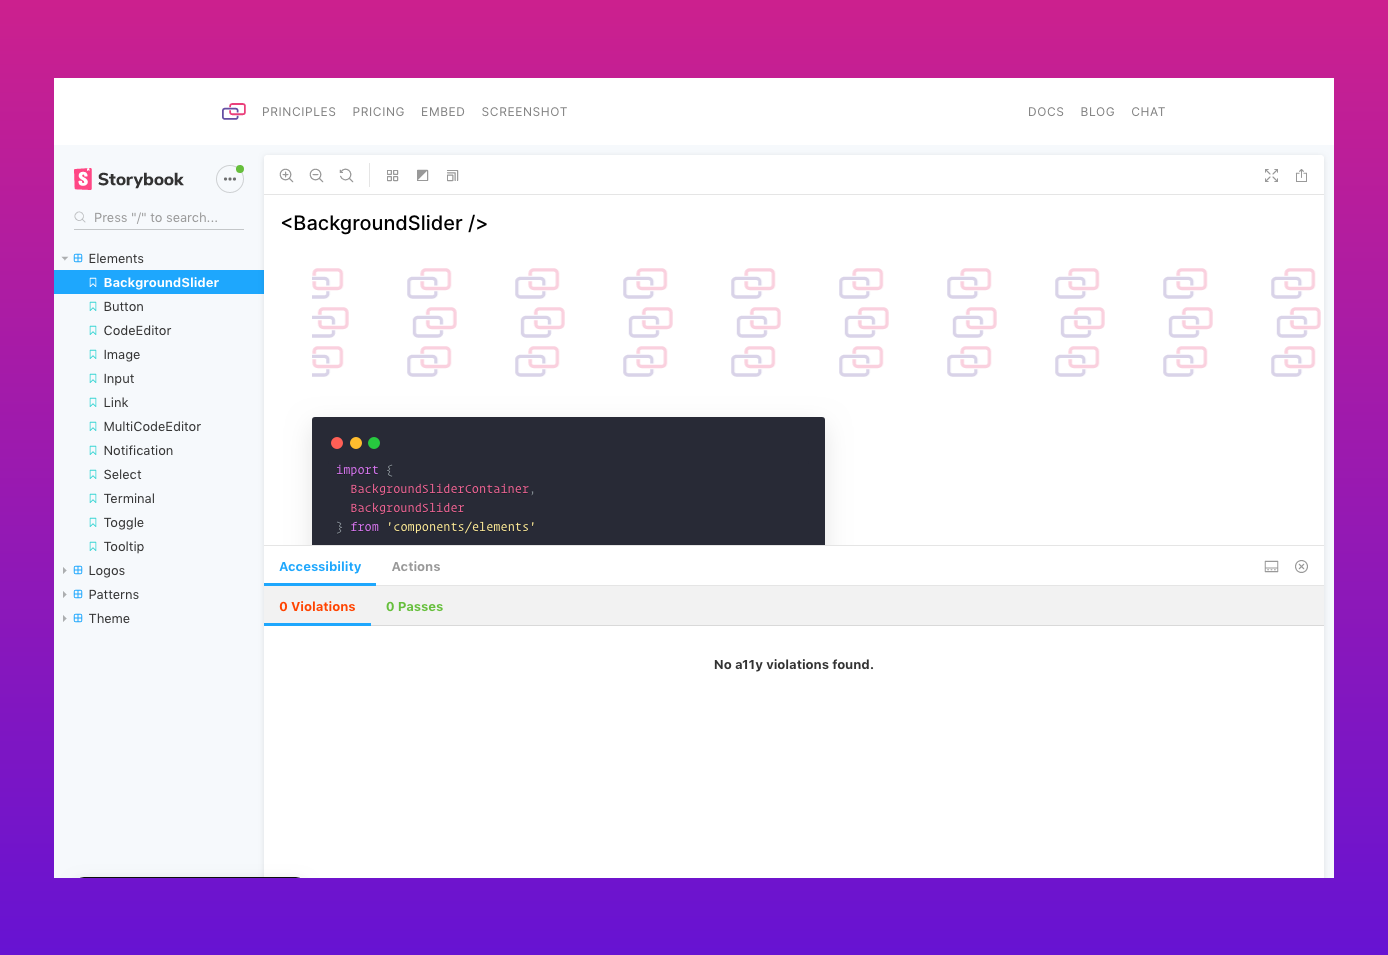 PRINCIPLES PRICING EMBED SCREENSHOT DOCS BLOG CHAT
Storybook
Press "/" to search...
Elements
BackgroundSlider
Button
CodeEditor
Image
Input
Link
MultiCodeEditor
Notification
Select
Terminal
Toggle
Tooltip
Logos
Patterns
Theme
<BackgroundSlider />
import {
BackgroundSliderContainer,
BackgroundSlider
} from 'components/elements'
Accessibility Actions
0 Violations 0 Passes
No a11y violations found.